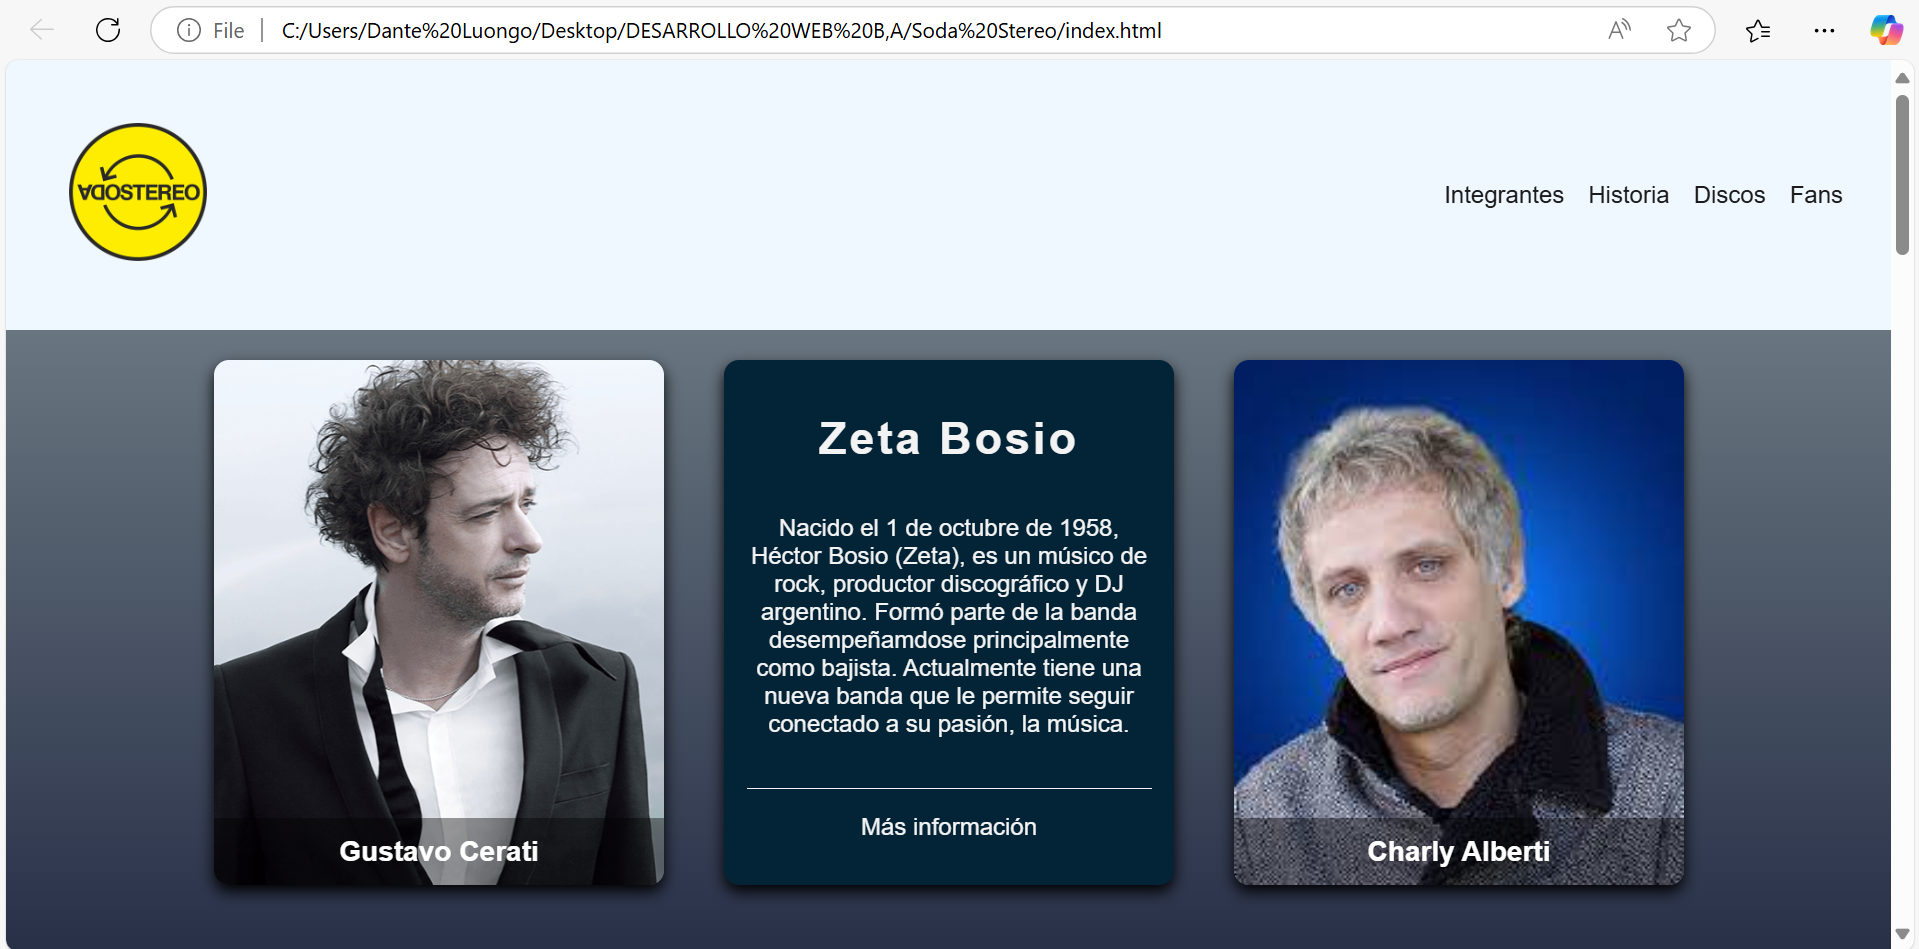 File
C:/Users/Dante%20Luongo/Desktop/DESARROLLO%20WEB%20B,A/Soda%20Stereo/index.html
SODASTEREO
Integrantes Historia Discos Fans
Gustavo Cerati
Zeta Bosio
Nacido el 1 de octubre de 1958,
Héctor Bosio (Zeta), es un músico de
rock, productor discográfico y DJ
argentino. Formó parte de la banda
desempeñamdose principalmente
como bajista. Actualmente tiene una
nueva banda que le permite seguir
conectado a su pasión, la música.
Más información
Charly Alberti